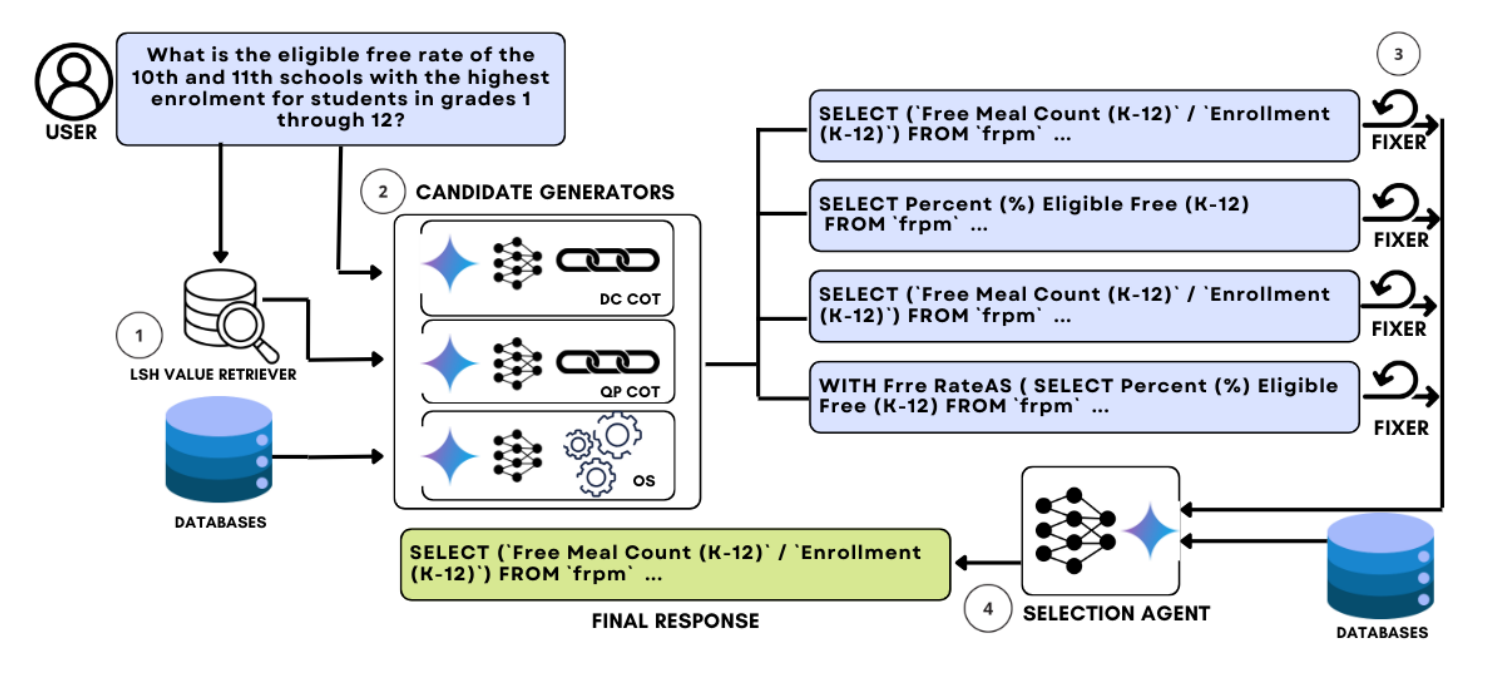 What is the eligible free rate of the
10th and 11th schools with the highest
enrolment for students in grades 1
through 12?
USER
3
SELECT (`Free Meal Count (K-12)` / `Enrollment
(K-12)`) FROM `frpm` ...
FIXER
2
CANDIDATE GENERATORS
SELECT Percent (%) Eligible Free (K-12)
FROM `frpm` ...
FIXER
DC COT
SELECT (`Free Meal Count (K-12)` / `Enrollment
(K-12)`) FROM `frpm` ...
FIXER
1
LSH VALUE RETRIEVER
QP COT
WITH Frre RateAS ( SELECT Percent (%) Eligible
Free (K-12) FROM `frpm` ...
FIXER
OS
DATABASES
SELECT (`Free Meal Count (K-12)` / `Enrollment
(K-12)`) FROM `frpm` ...
FINAL RESPONSE
4
SELECTION AGENT
DATABASES